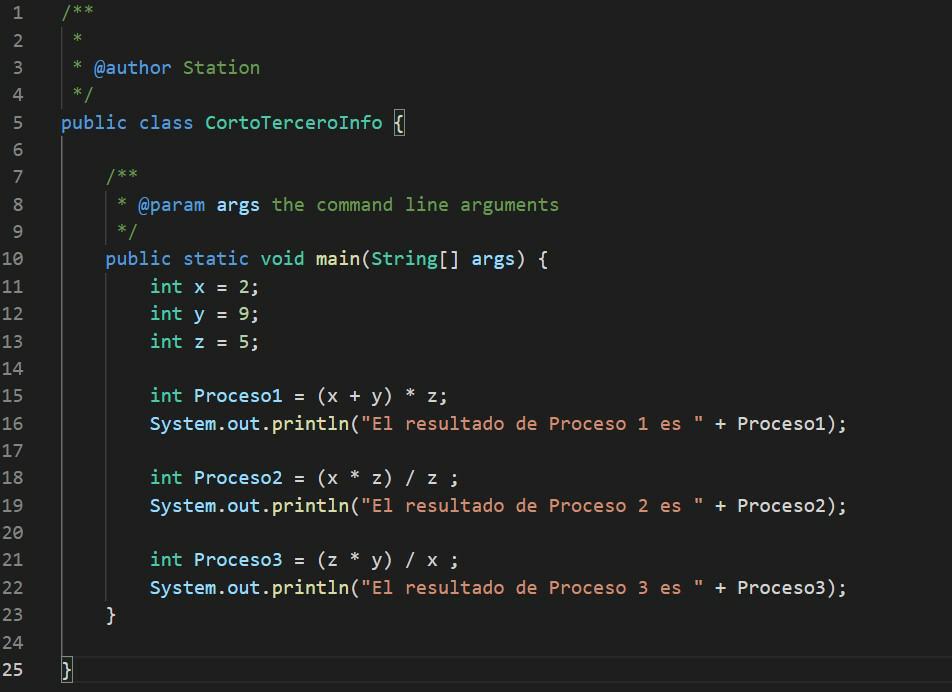 1 /**
2  *
3  * @author Station
4  */
5 public class CortoTerceroInfo {
6
7     /**
8      * @param args the command line arguments
9      */
10     public static void main(String[] args) {
11         int x = 2;
12         int y = 9;
13         int z = 5;
14
15         int Proceso1 = (x + y) * z;
16         System.out.println("El resultado de Proceso 1 es " + Proceso1);
17
18         int Proceso2 = (x * z) / z ;
19         System.out.println("El resultado de Proceso 2 es " + Proceso2);
20
21         int Proceso3 = (z * y) / x ;
22         System.out.println("El resultado de Proceso 3 es " + Proceso3);
23     }
24
25 }